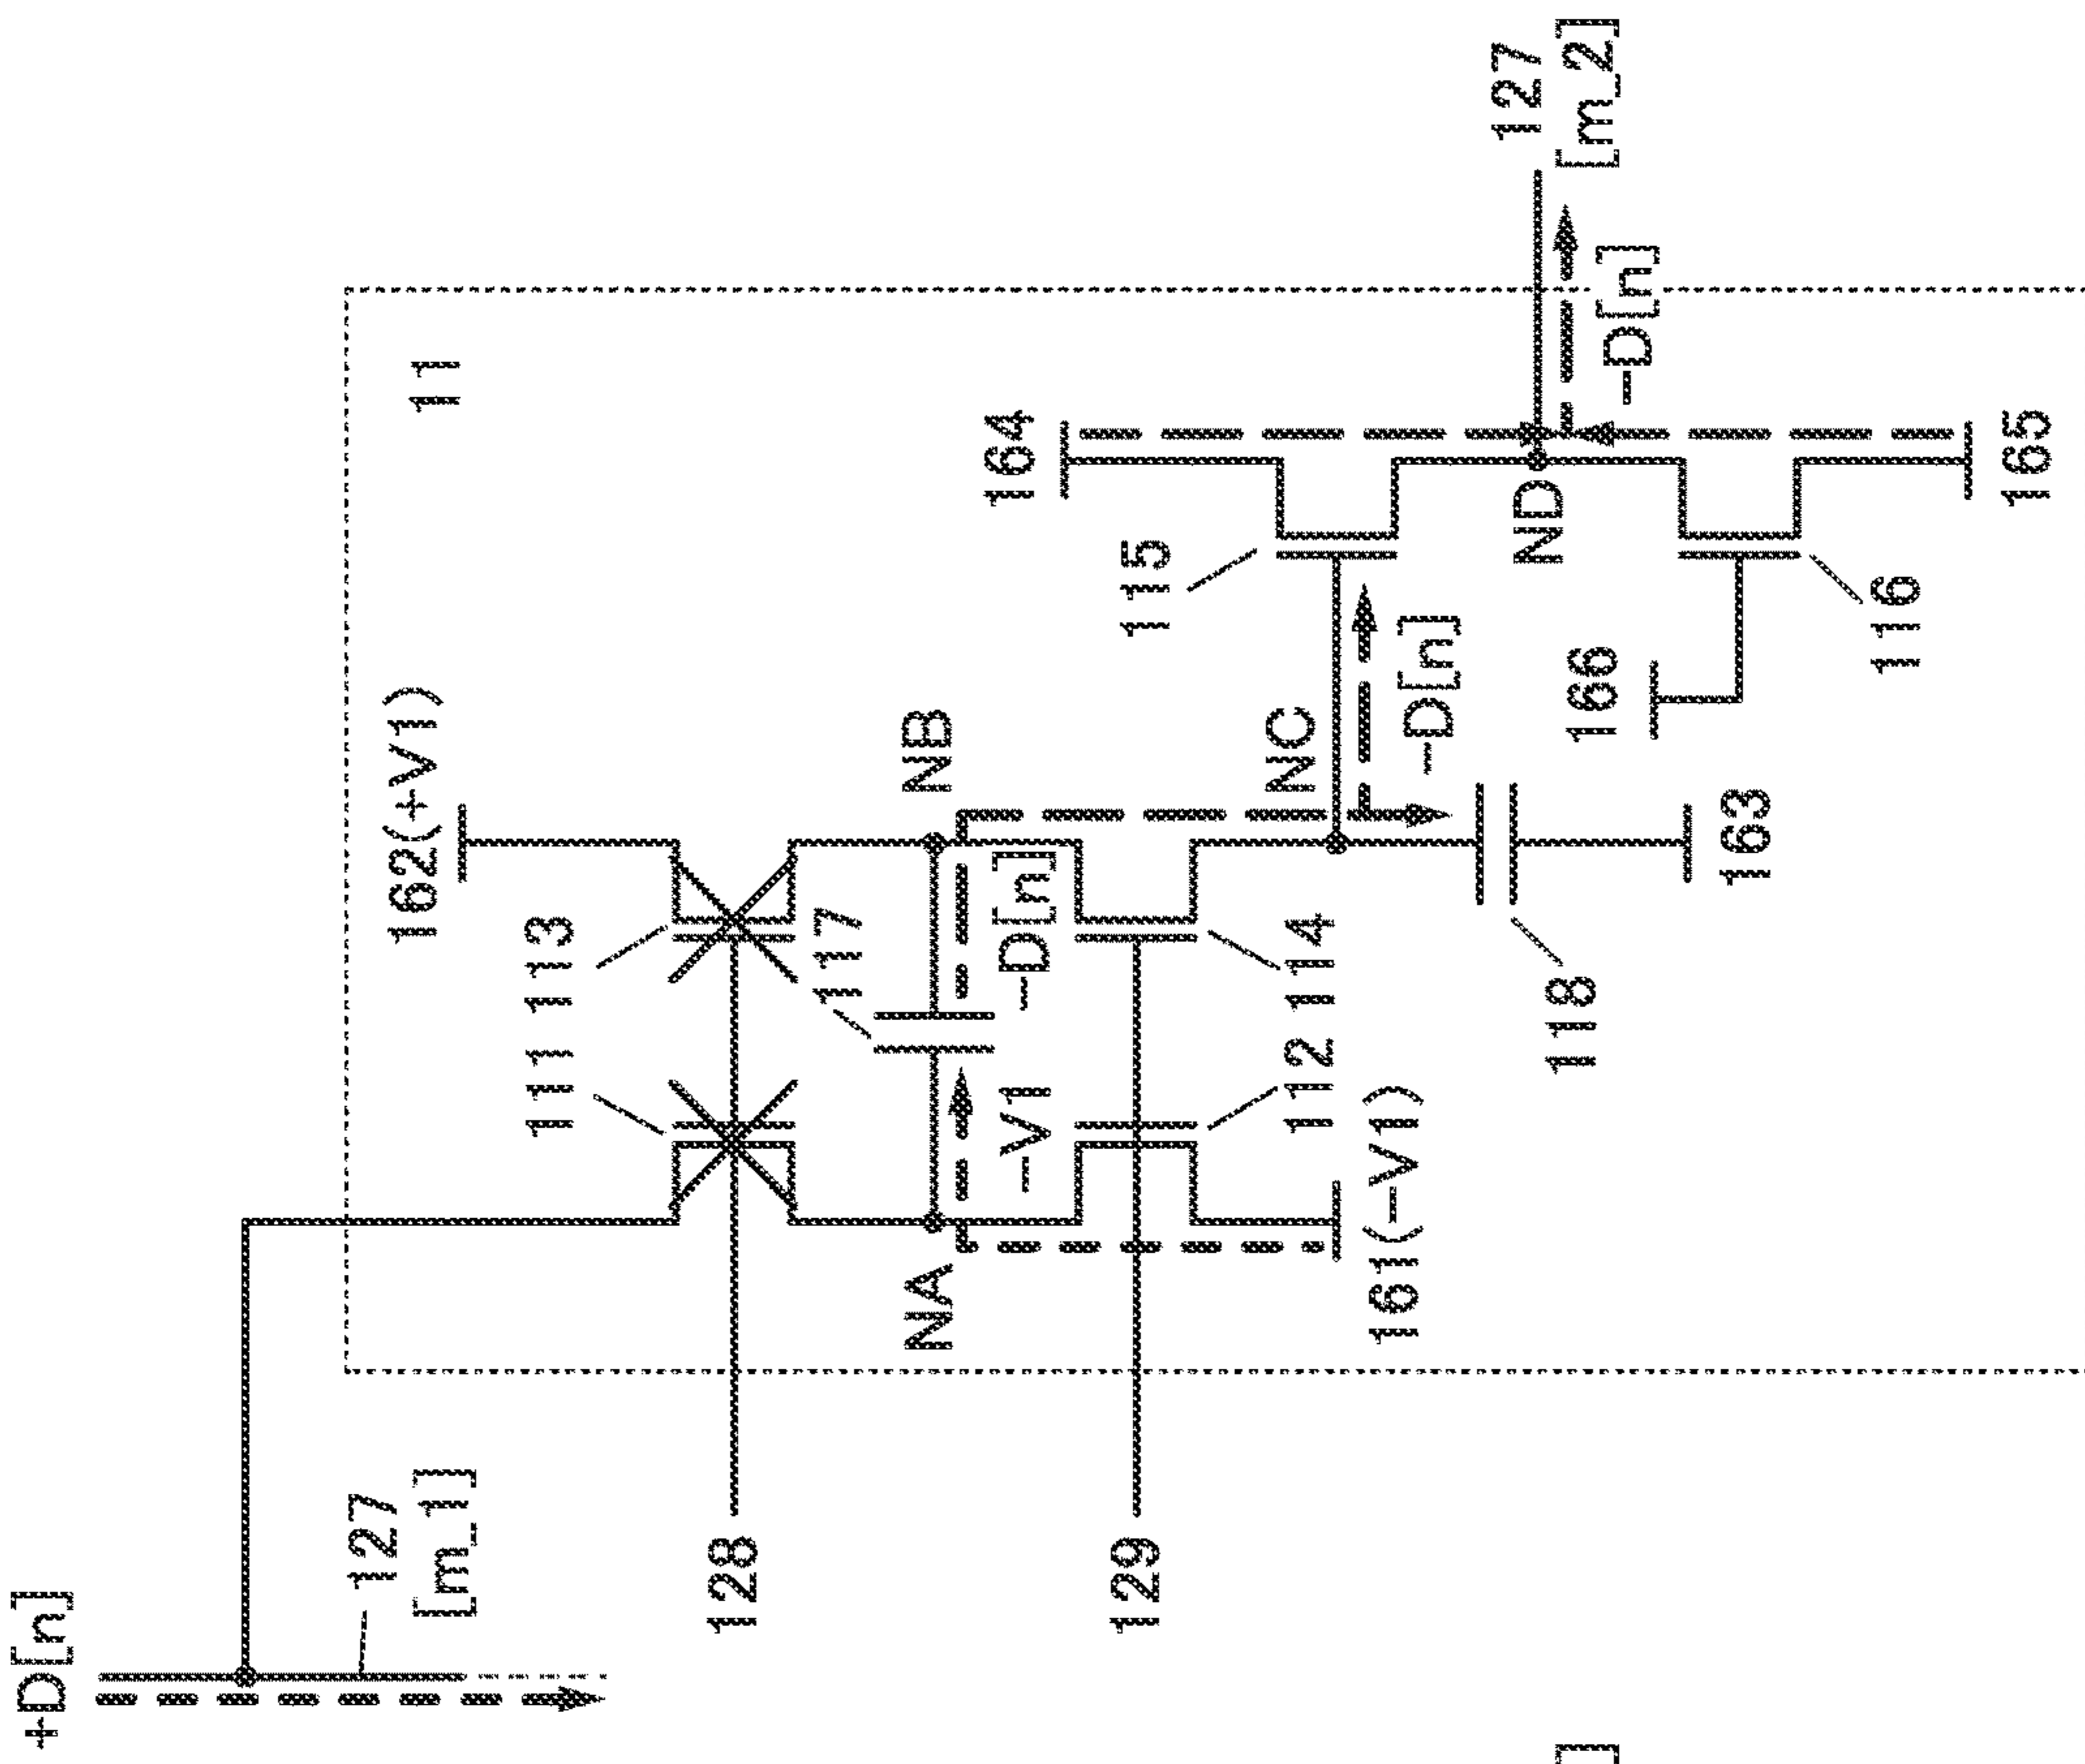 +D[n]
127
[m_1]
128
129
11
162(+V1)
111
113
117
NA
NB
-V1
-D[n]
112
114
161(-V1)
NC
-D[n]
118
163
115
164
ND
166
116
165
-D[n]
127
[m_2]
]